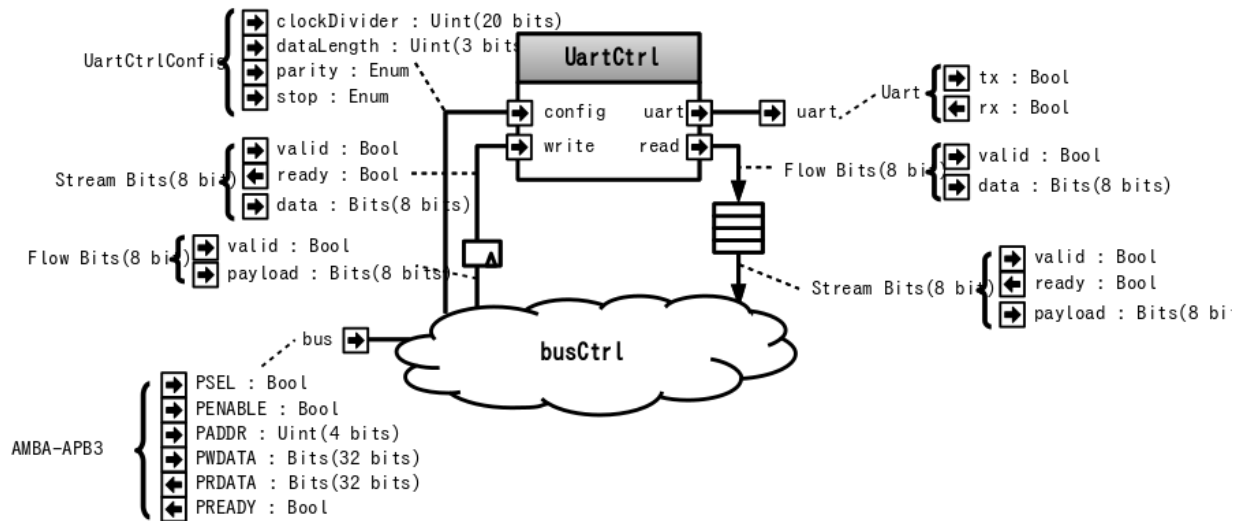 clockDivider : Uint(20 bits)
dataLength : Uint(3 bits
UartCtrlConfig
parity : Enum
stop : Enum
UartCtrl
config
uart
uart
write
read
Uart
tx : Bool
rx : Bool
valid : Bool
Stream Bits(8 bit)
ready : Bool
data : Bits(8 bits)
Flow Bits(8 bit)
valid : Bool
data : Bits(8 bits)
Flow Bits(8 bit)
valid : Bool
payload : Bits(8 bits)
Stream Bits(8 bit)
valid : Bool
ready : Bool
payload : Bits(8 bi
bus
busCtrl
AMBA-APB3
PSEL : Bool
PENABLE : Bool
PADDR : Uint(4 bits)
PWDATA : Bits(32 bits)
PRDATA : Bits(32 bits)
PREADY : Bool